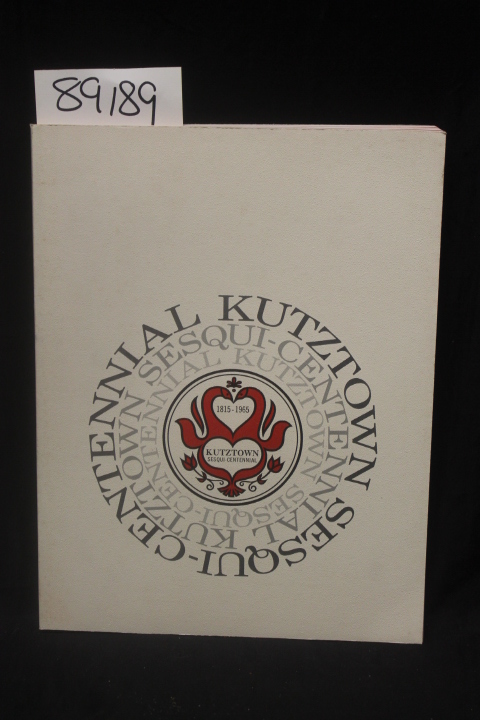 89189
KUTZTOWN SESQUI-CENTENNIAL
KUTZTOWN SESQUI-CENTENNIAL
KUTZTOWN SESQUI-CENTENNIAL
1815-1965
KUTZTOWN
SESQUI CENTENNIAL